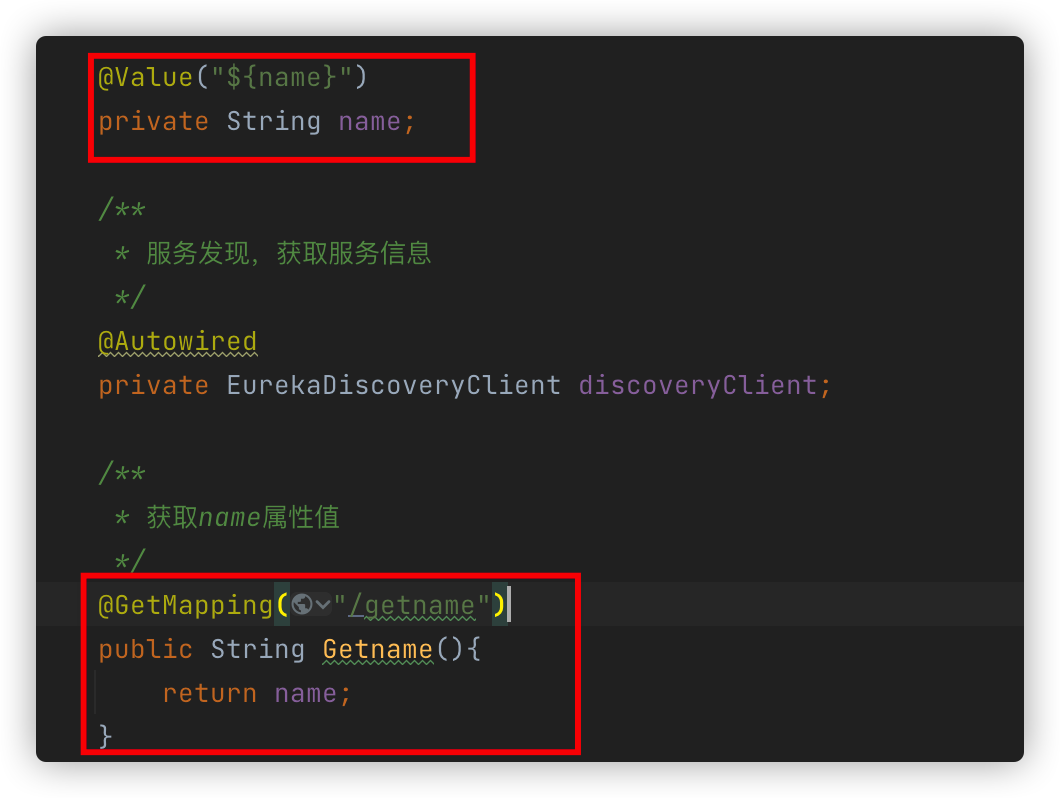 @Value("${name}")
private String name;
/**
* 服务发现，获取服务信息
*/
@Autowired
private EurekaDiscoveryClient discoveryClient;
/**
* 获取name属性值
*/
@GetMapping("/getname")
public String Getname(){
return name;
}